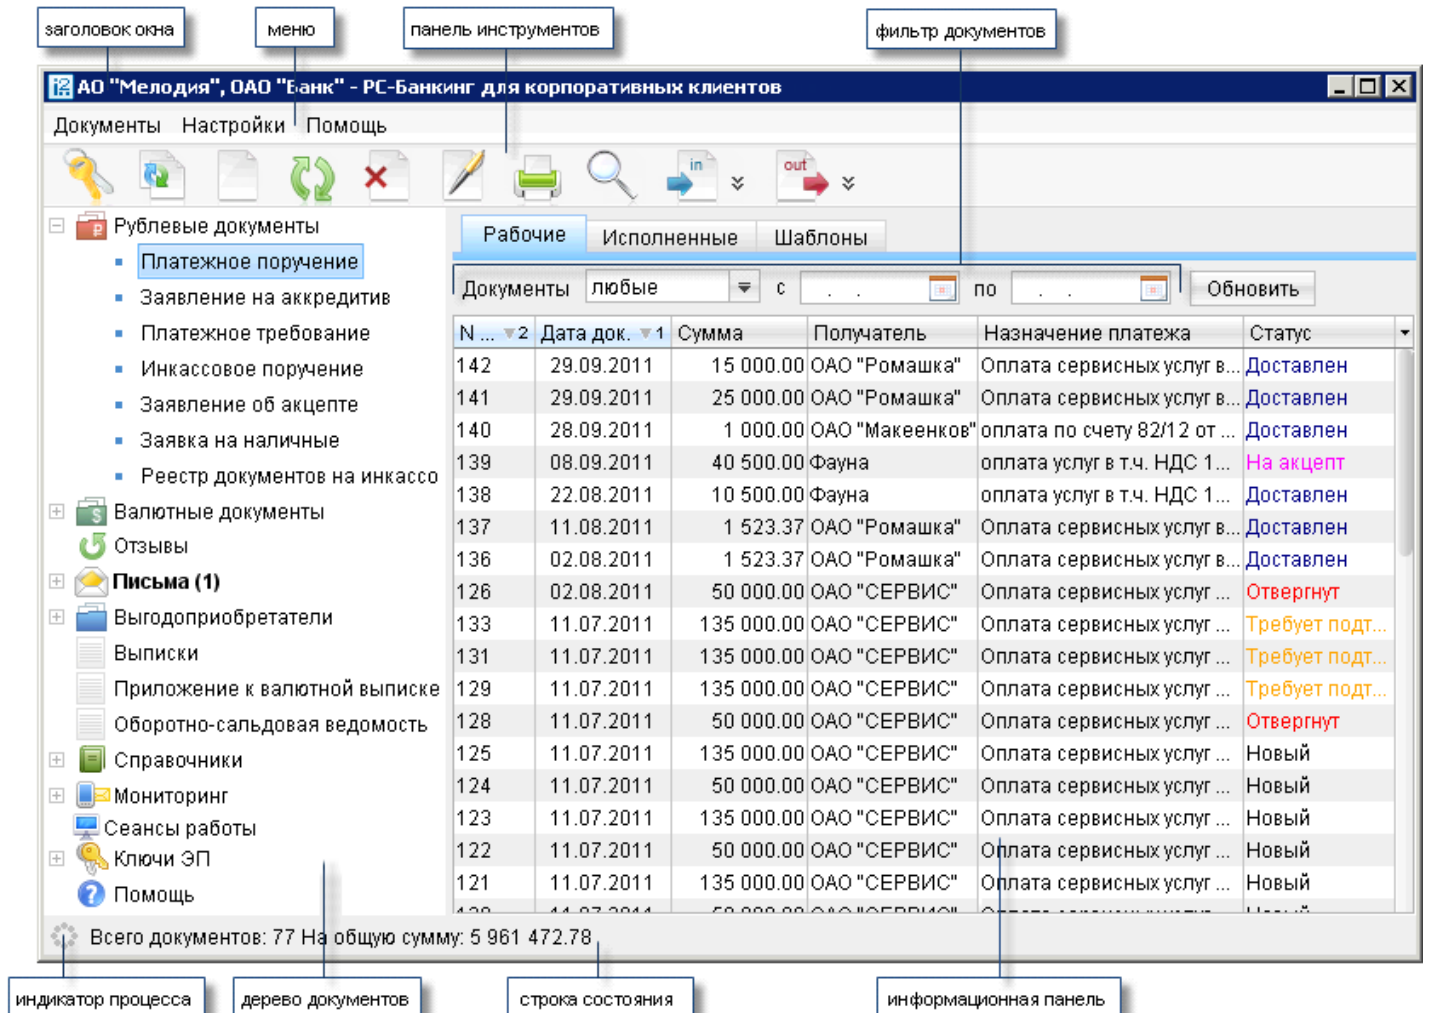 заголовок окна
меню
панель инструментов
фильтр документов
АО "Мелодия", ОАО "Банк" - РС-Банкинг для корпоративных клиентов
Документы Настройки Помощь
in out
Рублевые документы
Платежное поручение
Заявление на аккредитив
Платежное требование
Инкассовое поручение
Заявление об акцепте
Заявка на наличные
Реестр документов на инкассо
Валютные документы
Отзывы
Письма (1)
Выгодоприобретатели
Выписки
Приложение к валютной выписке
Оборотно-сальдовая ведомость
Справочники
Мониторинг
Сеансы работы
Ключи ЭП
Помощь
Рабочие Исполненные Шаблоны
Документы любые с . . по . . Обновить
N ... 2 Дата док. 1 Сумма Получатель Назначение платежа Статус
142 29.09.2011 15 000.00 ОАО "Ромашка" Оплата сервисных услуг в... Доставлен
141 29.09.2011 25 000.00 ОАО "Ромашка" Оплата сервисных услуг в... Доставлен
140 28.09.2011 1 000.00 ОАО "Макеенков" оплата по счету 82/12 от ... Доставлен
139 08.09.2011 40 500.00 Фауна оплата услуг в т.ч. НДС 1... На акцепт
138 22.08.2011 10 500.00 Фауна оплата услуг в т.ч. НДС 1... Доставлен
137 11.08.2011 1 523.37 ОАО "Ромашка" Оплата сервисных услуг в... Доставлен
136 02.08.2011 1 523.37 ОАО "Ромашка" Оплата сервисных услуг в... Доставлен
126 02.08.2011 50 000.00 ОАО "СЕРВИС" Оплата сервисных услуг ... Отвергнут
133 11.07.2011 135 000.00 ОАО "СЕРВИС" Оплата сервисных услуг ... Требует подт...
131 11.07.2011 135 000.00 ОАО "СЕРВИС" Оплата сервисных услуг ... Требует подт...
129 11.07.2011 135 000.00 ОАО "СЕРВИС" Оплата сервисных услуг ... Требует подт...
128 11.07.2011 50 000.00 ОАО "СЕРВИС" Оплата сервисных услуг ... Отвергнут
125 11.07.2011 135 000.00 ОАО "СЕРВИС" Оплата сервисных услуг ... Новый
124 11.07.2011 50 000.00 ОАО "СЕРВИС" Оплата сервисных услуг ... Новый
123 11.07.2011 135 000.00 ОАО "СЕРВИС" Оплата сервисных услуг ... Новый
122 11.07.2011 50 000.00 ОАО "СЕРВИС" Оплата сервисных услуг ... Новый
121 11.07.2011 135 000.00 ОАО "СЕРВИС" Оплата сервисных услуг ... Новый
Всего документов: 77 На общую сумму: 5 961 472.78
индикатор процесса
дерево документов
строка состояния
информационная панель